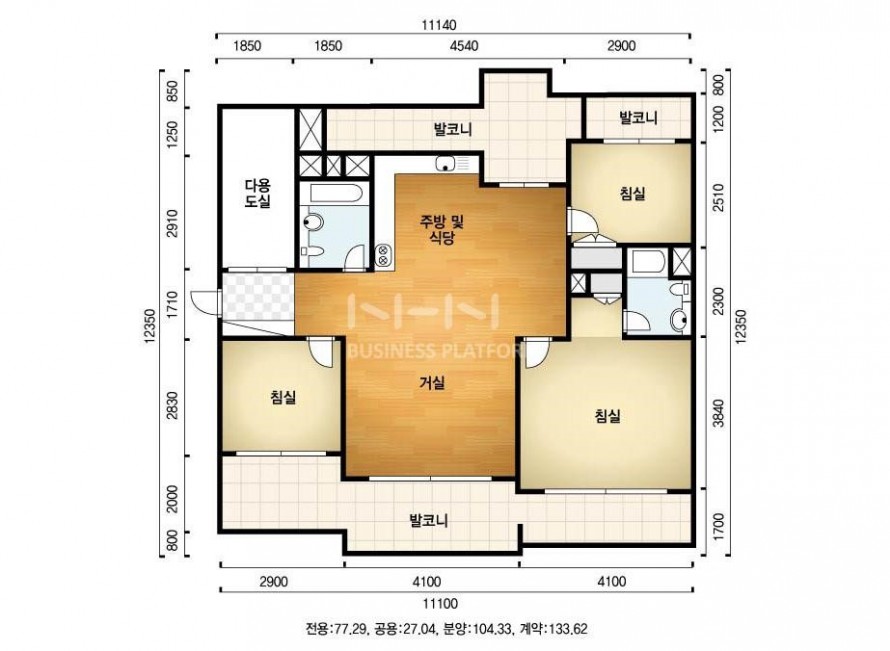 11140
1850 1850 4540 2900
850
1250
2910
1710
12350
2830
2000
800
800
1200
2510
2300
12350
3840
1700
발코니
발코니
다용
도실
침실
주방 및
식당
NHN
BUSINESS PLATFOR
거실
침실
침실
발코니
2900 4100 4100
11100
전용:77.29, 공용:27.04, 분양:104.33, 계약:133.62